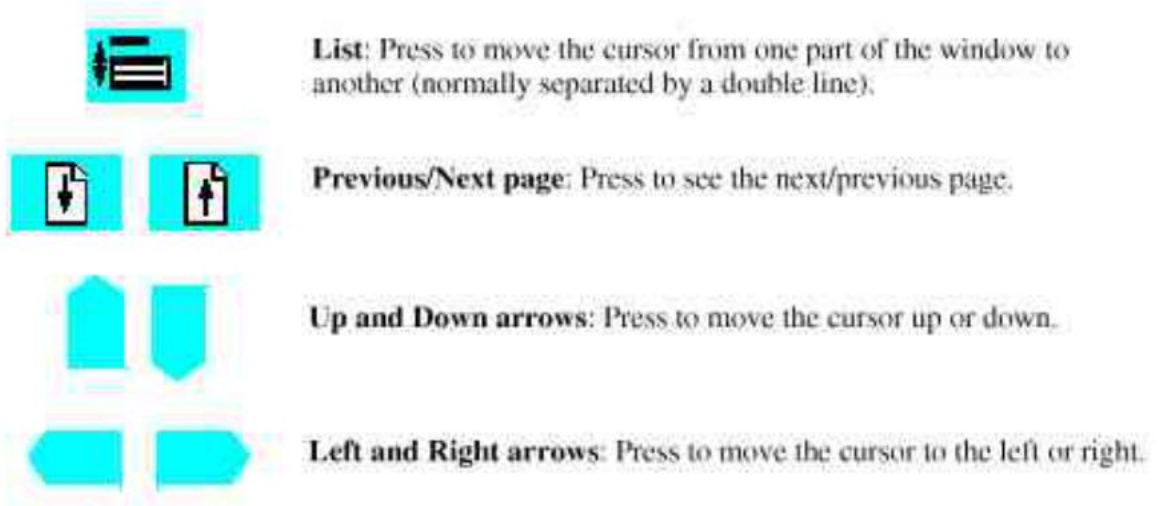 List: Press to move the cursor from one part of the window to
another (normally separated by a double line).
Previous/Next page: Press to see the next/previous page.
Up and Down arrows: Press to move the cursor up or down.
Left and Right arrows: Press to move the cursor to the left or right.